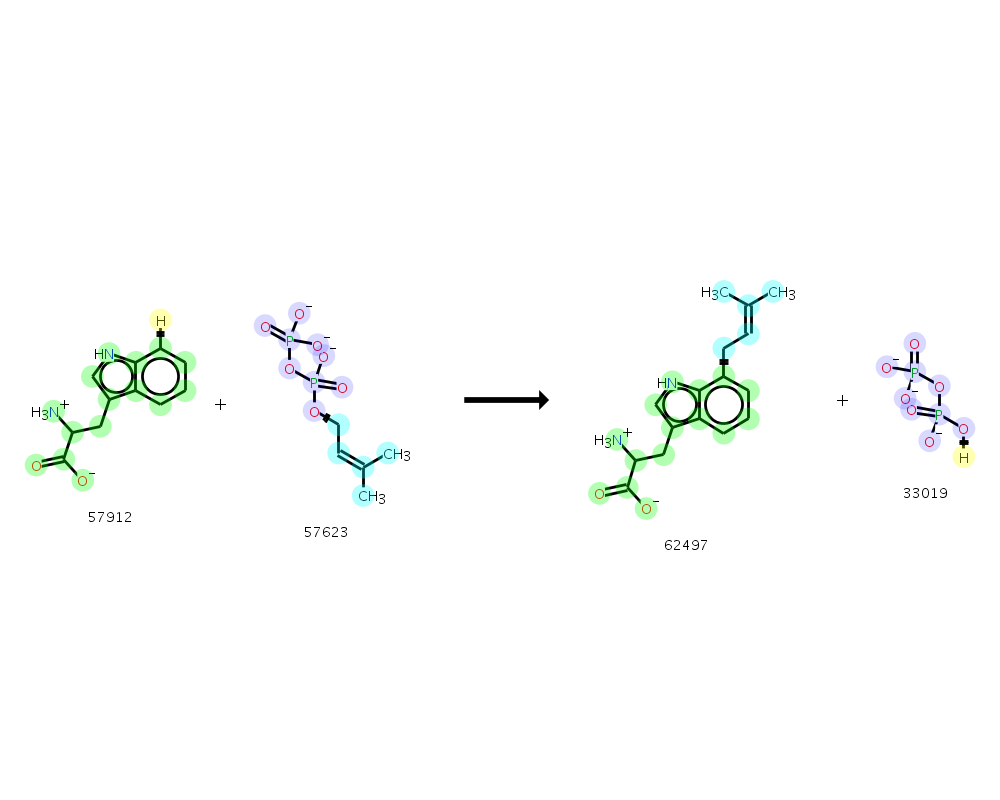 H₃C CH₃
O⁻
H
O O⁻
P O⁻ O
HN O⁻ P
O P O HN O
H₃N⁺ O O P
CH₃ H₃N⁺ O⁻ O
O H
O⁻ CH₃ O
O⁻
57912 57623 62497 33019
+ +